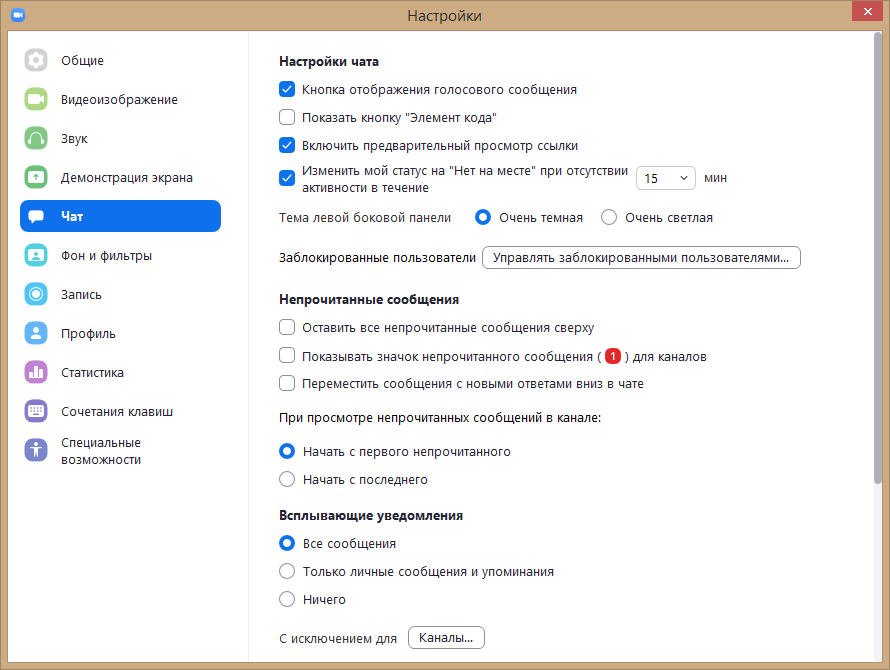 Настройки
Общие
Видеоизображение
Звук
Демонстрация экрана
Чат
Фон и фильтры
Запись
Профиль
Статистика
Сочетания клавиш
Специальные
возможности
Настройки чата
Кнопка отображения голосового сообщения
Показать кнопку "Элемент кода"
Включить предварительный просмотр ссылки
Изменить мой статус на "Нет на месте" при отсутствии
активности в течение
15 мин
Тема левой боковой панели Очень темная Очень светлая
Заблокированные пользователи Управлять заблокированными пользователями...
Непрочитанные сообщения
Оставить все непрочитанные сообщения сверху
Показывать значок непрочитанного сообщения ( 1 ) для каналов
Переместить сообщения с новыми ответами вниз в чате
При просмотре непрочитанных сообщений в канале:
Начать с первого непрочитанного
Начать с последнего
Всплывающие уведомления
Все сообщения
Только личные сообщения и упоминания
Ничего
С исключением для Каналы...